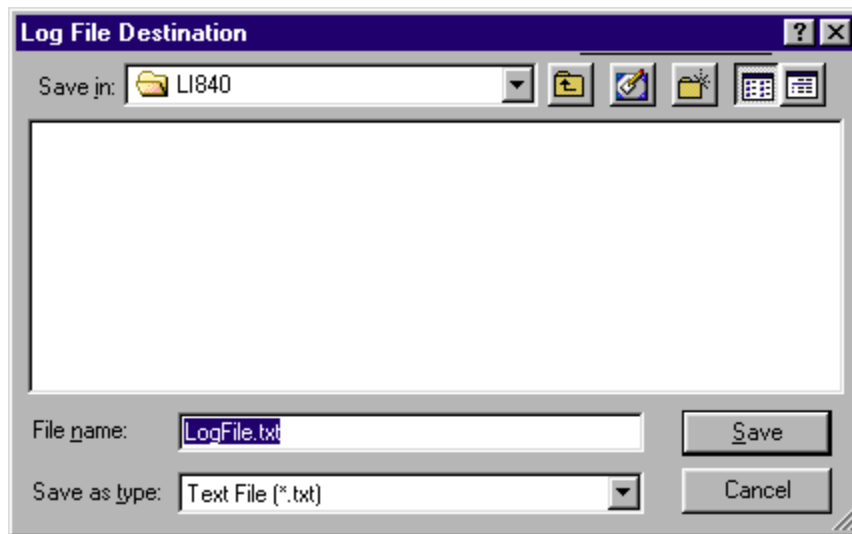 Log File Destination
Save in: LI840
File name: LogFile.txt Save
Save as type: Text File (*.txt) Cancel